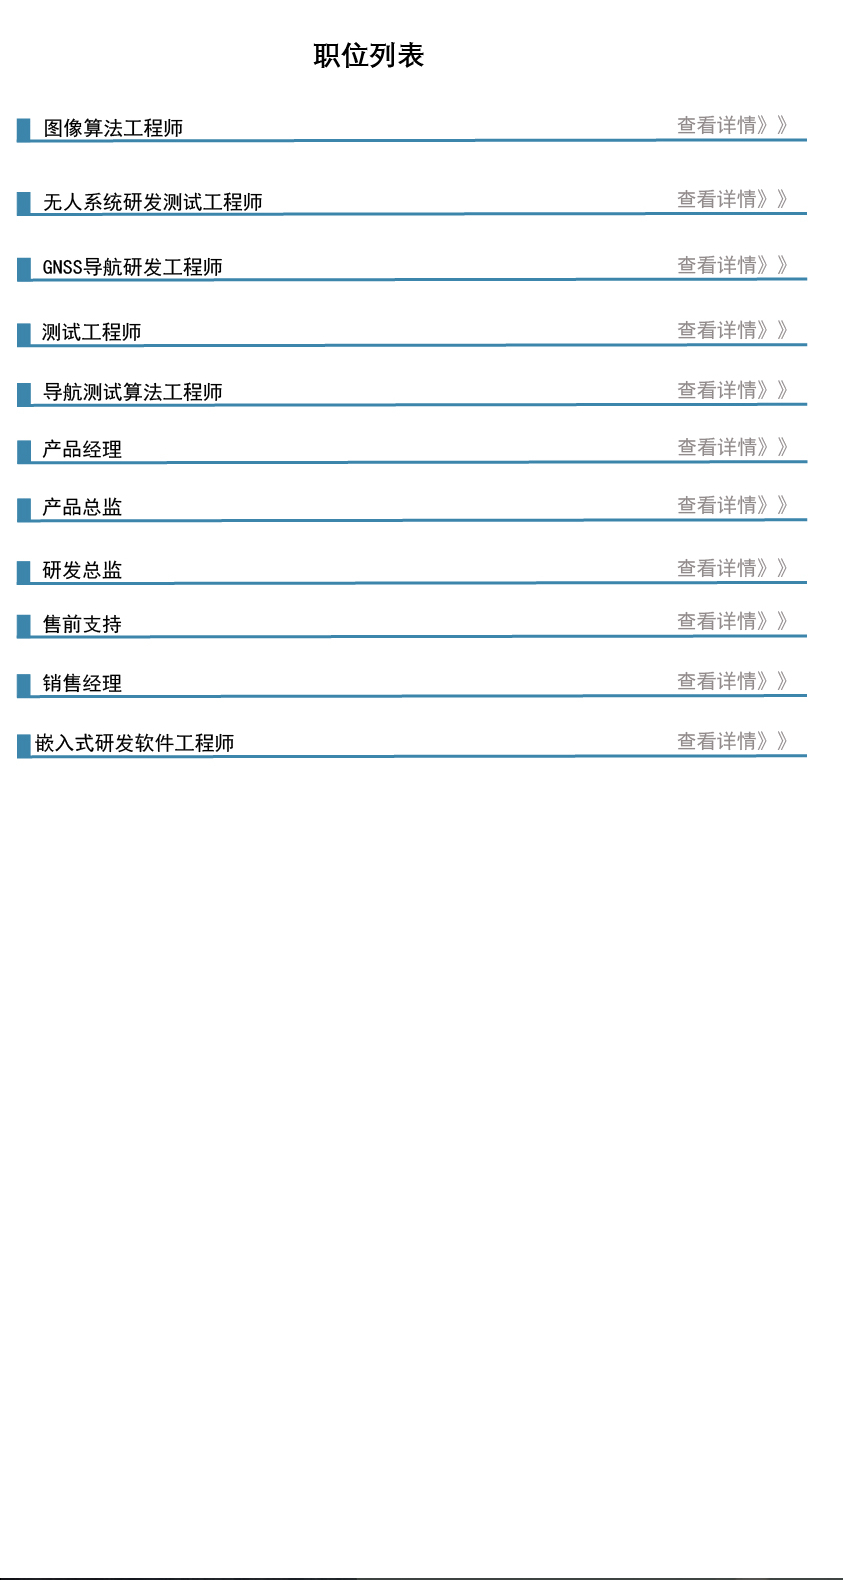 职位列表
图像算法工程师 查看详情》》
无人系统研发测试工程师 查看详情》》
GNSS导航研发工程师 查看详情》》
测试工程师 查看详情》》
导航测试算法工程师 查看详情》》
产品经理 查看详情》》
产品总监 查看详情》》
研发总监 查看详情》》
售前支持 查看详情》》
销售经理 查看详情》》
嵌入式研发软件工程师 查看详情》》